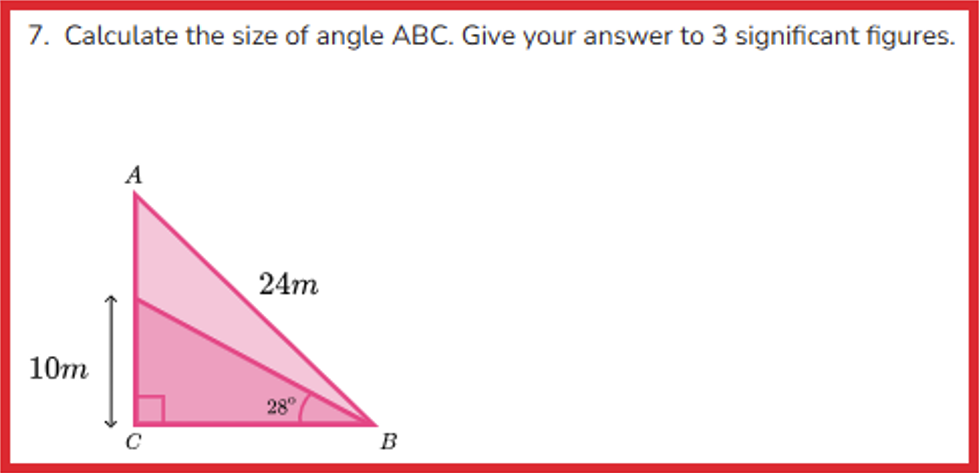 7. Calculate the size of angle ABC. Give your answer to 3 significant figures.
A
24m
10m
28°
C
B